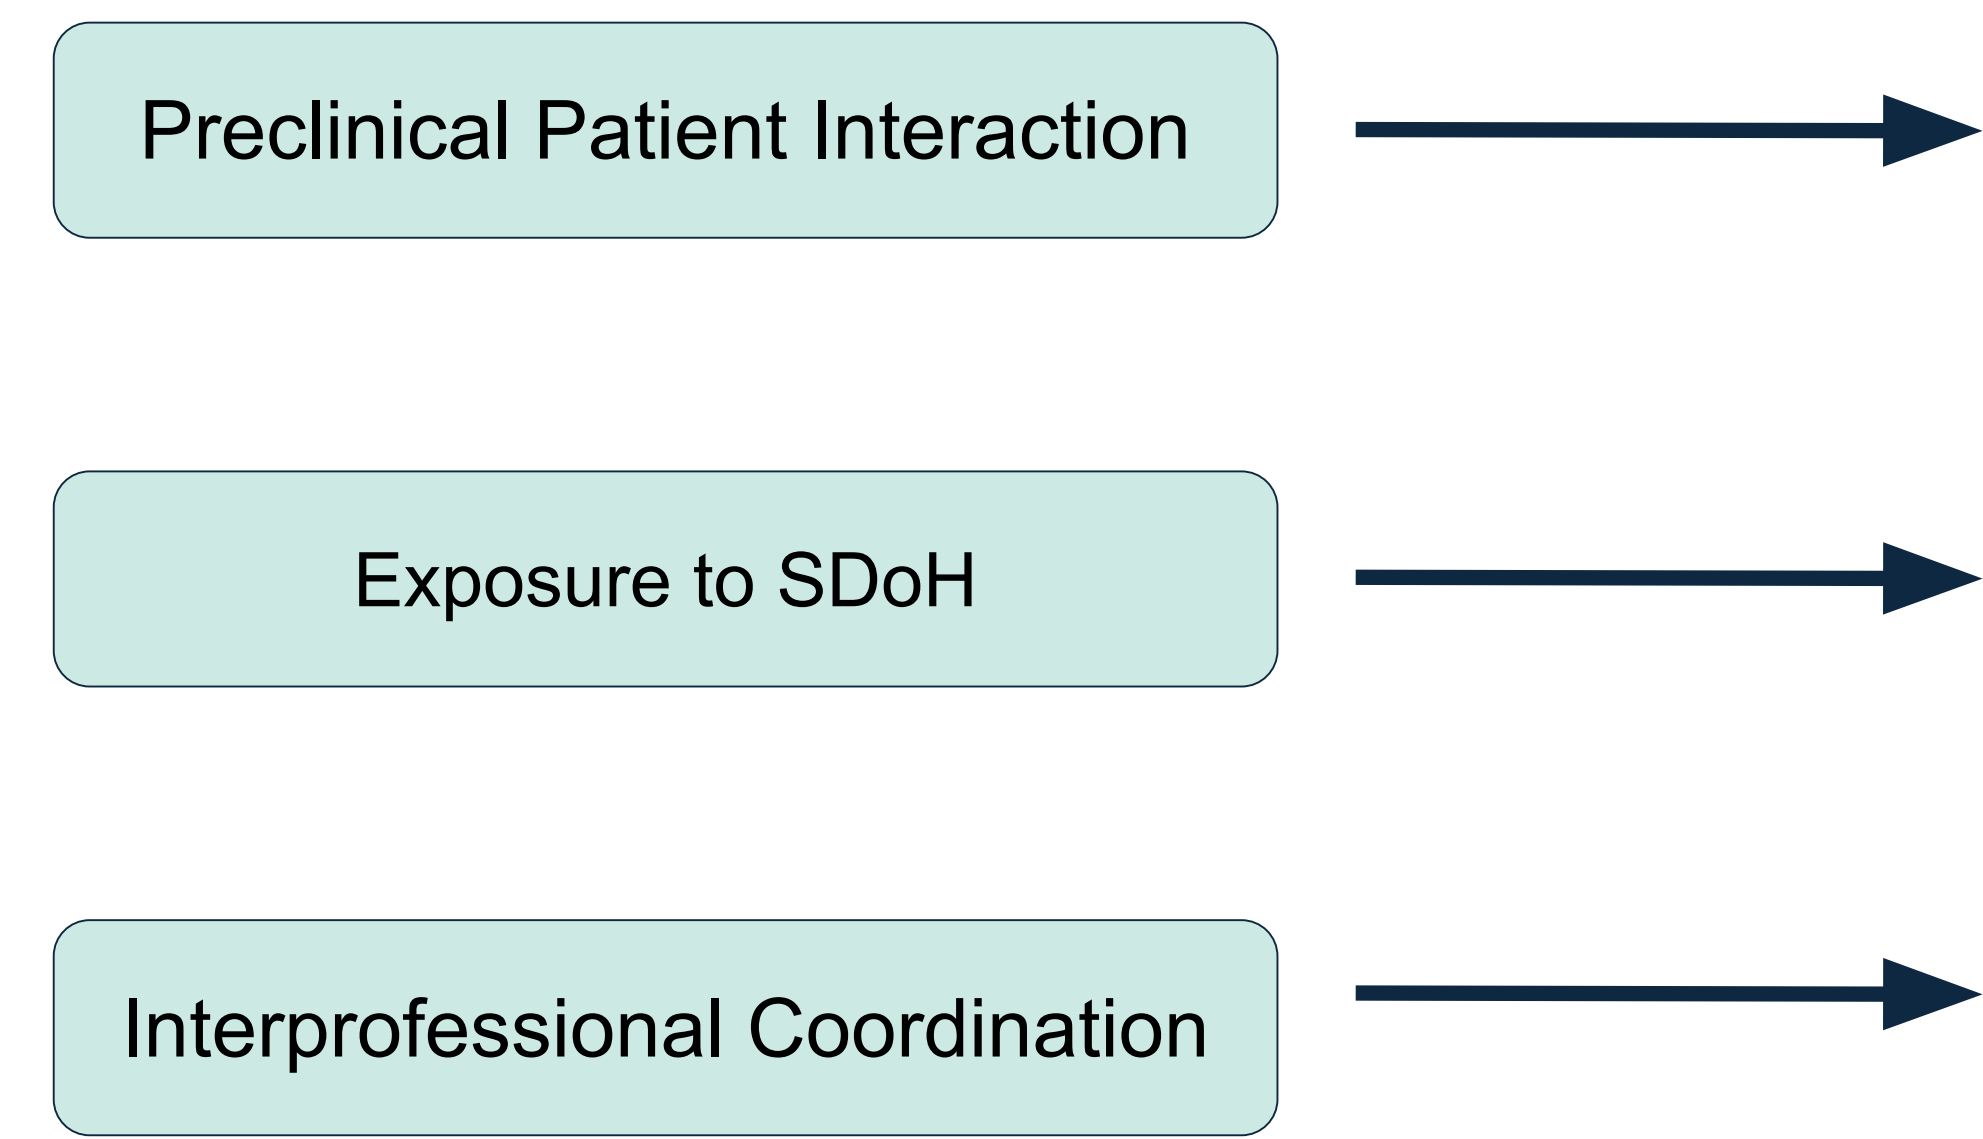 Preclinical Patient Interaction
Exposure to SDoH
Interprofessional Coordination